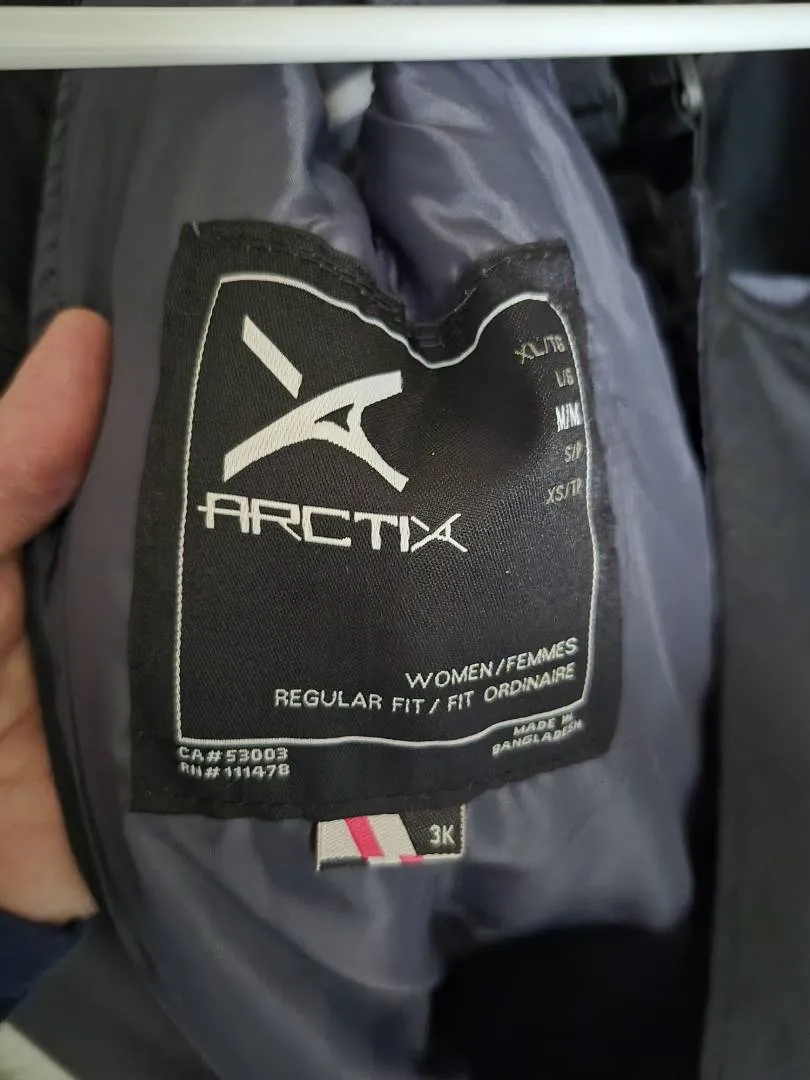 XL/TG
L/G
M/M
S/P
XS/TP
ARCTIX
WOMEN/FEMMES
REGULAR FIT / FIT ORDINAIRE
MADE IN
BANGLADESH
CA# 53003
RN# 111478
3K